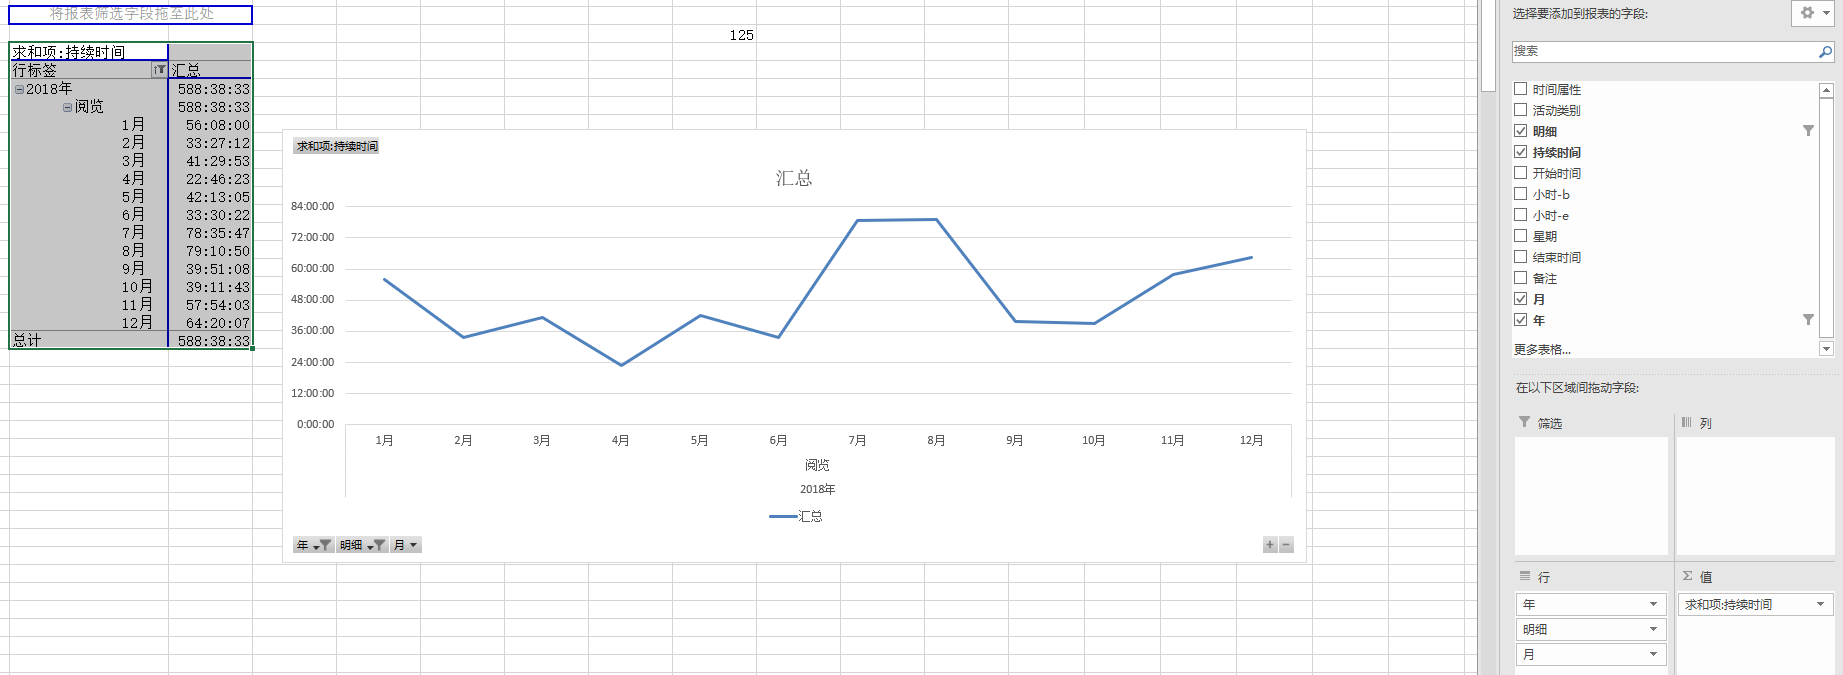 将报表筛选字段拖至此处
125
求和项:持续时间
行标签 汇总
2018年 588:38:33
阅览 588:38:33
1月 56:08:00
2月 33:27:12
3月 41:29:53
4月 22:46:23
5月 42:13:05
6月 33:30:22
7月 78:35:47
8月 79:10:50
9月 39:51:08
10月 39:11:43
11月 57:54:03
12月 64:20:07
总计 588:38:33
求和项:持续时间
汇总
84:00:00
72:00:00
60:00:00
48:00:00
36:00:00
24:00:00
12:00:00
0:00:00
1月 2月 3月 4月 5月 6月 7月 8月 9月 10月 11月 12月
阅览
2018年
汇总
年 明细 月
选择要添加到报表的字段:
搜索
时间属性
活动类别
明细
持续时间
开始时间
小时-b
小时-e
星期
结束时间
备注
月
年
更多表格...
在以下区域间拖动字段:
筛选 列
行 Σ 值
年 求和项:持续时间
明细
月